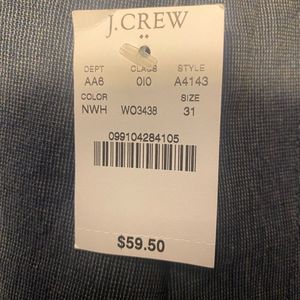 J.CREW
DEPT CLASS STYLE
AA6 010 A4143
COLOR SIZE
NWH WO3438 31
099104284105
$59.50